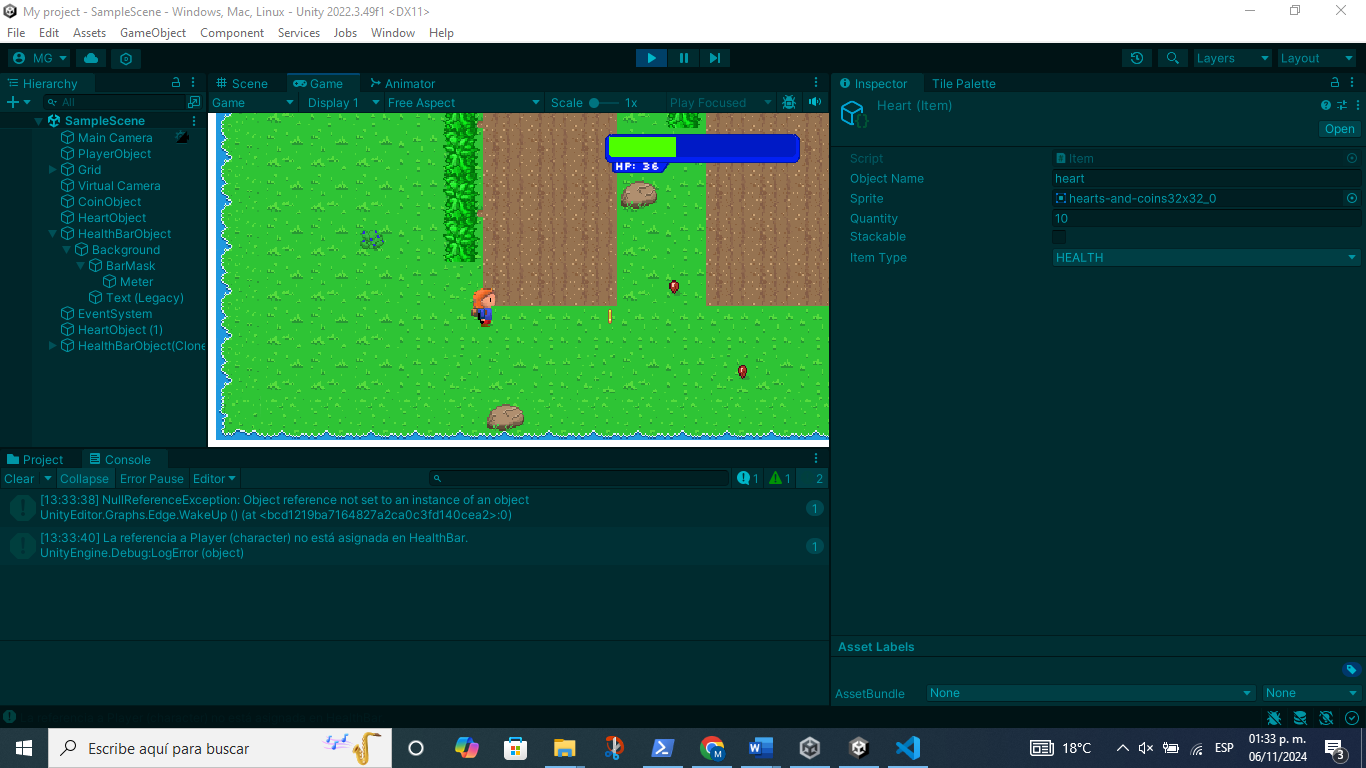 My project - SampleScene - Windows, Mac, Linux - Unity 2022.3.49f1 <DX11>
File Edit Assets GameObject Component Services Jobs Window Help
MG Layers Layout
Hierarchy Scene Game Animator Inspector Tile Palette
All Game Display 1 Free Aspect Scale 1x Play Focused
Heart (Item)
Open
SampleScene
Main Camera
PlayerObject
Grid
Virtual Camera
CoinObject
HeartObject
HealthBarObject
Background
BarMask
Meter
Text (Legacy)
EventSystem
HeartObject (1)
HealthBarObject(Clone
HP: 36
Script Item
Object Name heart
Sprite hearts-and-coins32x32_0
Quantity 10
Stackable
Item Type HEALTH
Project Console
Clear Collapse Error Pause Editor 1 1 2
[13:33:38] NullReferenceException: Object reference not set to an instance of an object
UnityEditor.Graphs.Edge.WakeUp () (at <bcd1219ba7164827a2ca0c3fd140cea2>:0)
1
[13:33:40] La referencia a Player (character) no está asignada en HealthBar.
UnityEngine.Debug:LogError (object)
1
Asset Labels
AssetBundle None None
Escribe aquí para buscar
18°C ESP
01:33 p. m.
06/11/2024
3